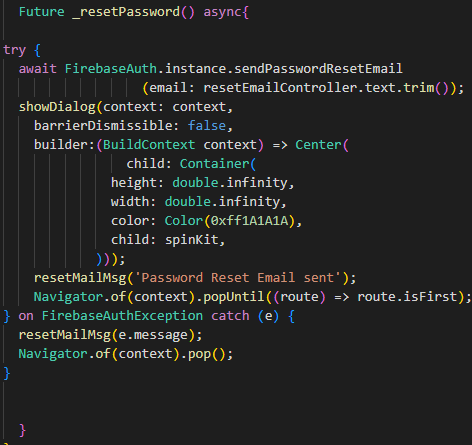 Future _resetPassword() async{
try {
await FirebaseAuth.instance.sendPasswordResetEmail
(email: resetEmailController.text.trim());
showDialog(context: context,
barrierDismissible: false,
builder:(BuildContext context) => Center(
child: Container(
height: double.infinity,
width: double.infinity,
color: Color(0xff1A1A1A),
child: spinKit,
)));
resetMailMsg('Password Reset Email sent');
Navigator.of(context).popUntil((route) => route.isFirst);
} on FirebaseAuthException catch (e) {
resetMailMsg(e.message);
Navigator.of(context).pop();
}
}